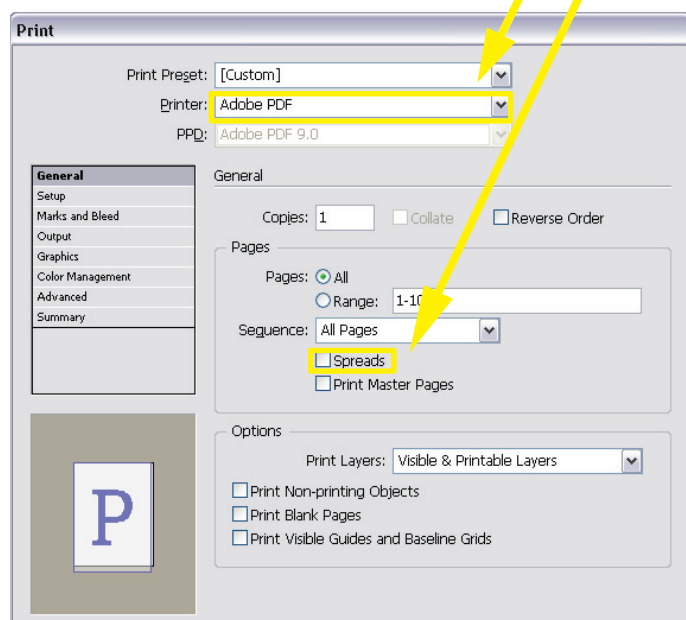 Print
Print Preset: [Custom]
Printer: Adobe PDF
PPD: Adobe PDF 9.0
General
Setup
Marks and Bleed
Output
Graphics
Color Management
Advanced
Summary
General
Copies: 1 Collate Reverse Order
Pages
Pages: All
Range: 1-10
Sequence: All Pages
Spreads
Print Master Pages
Options
Print Layers: Visible & Printable Layers
Print Non-printing Objects
Print Blank Pages
Print Visible Guides and Baseline Grids
P